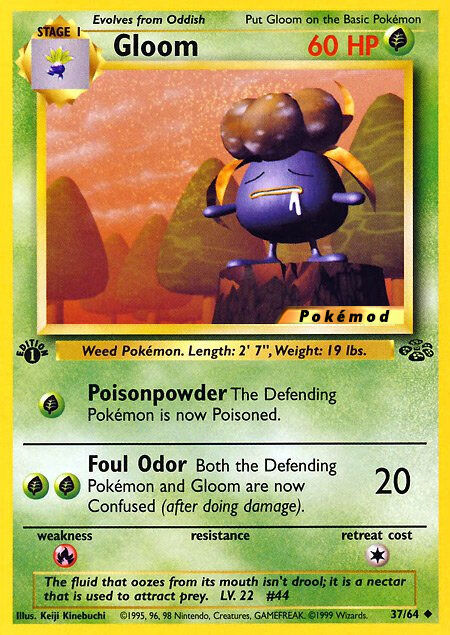 Evolves from Oddish Put Gloom on the Basic Pokémon
STAGE 1
Gloom 60 HP
Pokémod
EDITION 1
Weed Pokémon. Length: 2' 7", Weight: 19 lbs.
Poisonpowder The Defending
Pokémon is now Poisoned.
Foul Odor Both the Defending
Pokémon and Gloom are now
Confused (after doing damage).
20
weakness resistance retreat cost
The fluid that oozes from its mouth isn't drool; it is a nectar
that is used to attract prey. LV. 22 #44
Illus. Keiji Kinebuchi ©1995, 96, 98 Nintendo, Creatures, GAMEFREAK. ©1999 Wizards. 37/64